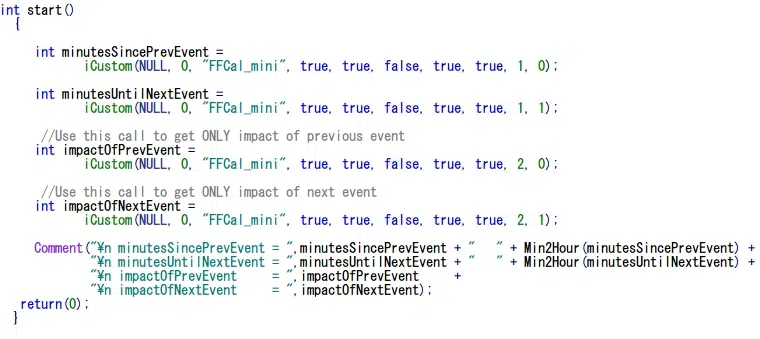 int start()
{
int minutesSincePrevEvent =
iCustom(NULL, 0, "FFCal_mini", true, true, false, true, true, 1, 0);
int minutesUntilNextEvent =
iCustom(NULL, 0, "FFCal_mini", true, true, false, true, true, 1, 1);
//Use this call to get ONLY impact of previous event
int impactOfPrevEvent =
iCustom(NULL, 0, "FFCal_mini", true, true, false, true, true, 2, 0);
//Use this call to get ONLY impact of next event
int impactOfNextEvent =
iCustom(NULL, 0, "FFCal_mini", true, true, false, true, true, 2, 1);
Comment("¥n minutesSincePrevEvent = ",minutesSincePrevEvent + "   " + Min2Hour(minutesSincePrevEvent) +
"¥n minutesUntilNextEvent = ",minutesUntilNextEvent + "   " + Min2Hour(minutesUntilNextEvent) +
"¥n impactOfPrevEvent     = ",impactOfPrevEvent     +
"¥n impactOfNextEvent     = ",impactOfNextEvent);
return(0);
}